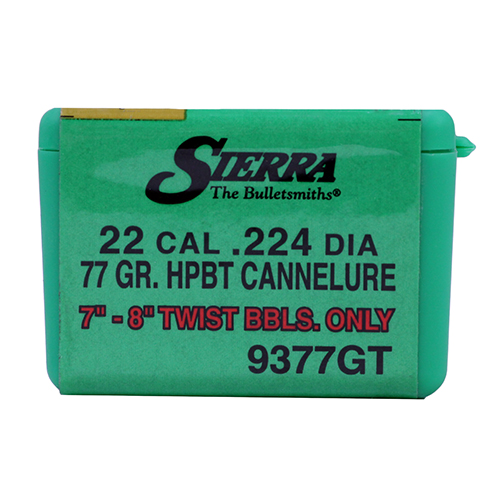 SIERRA
The Bulletsmiths®
22 CAL .224 DIA
77 GR. HPBT CANNELURE
7" - 8" TWIST BBLS. ONLY
9377GT